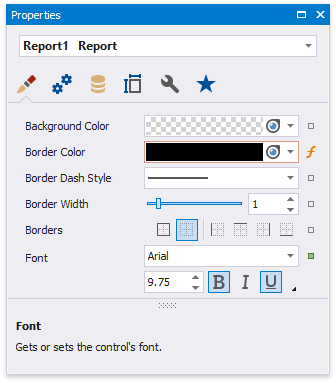 Properties
Report1 Report
Background Color
Border Color
Border Dash Style
Border Width 1
Borders
Font Arial
9.75 B I U
Font
Gets or sets the control's font.